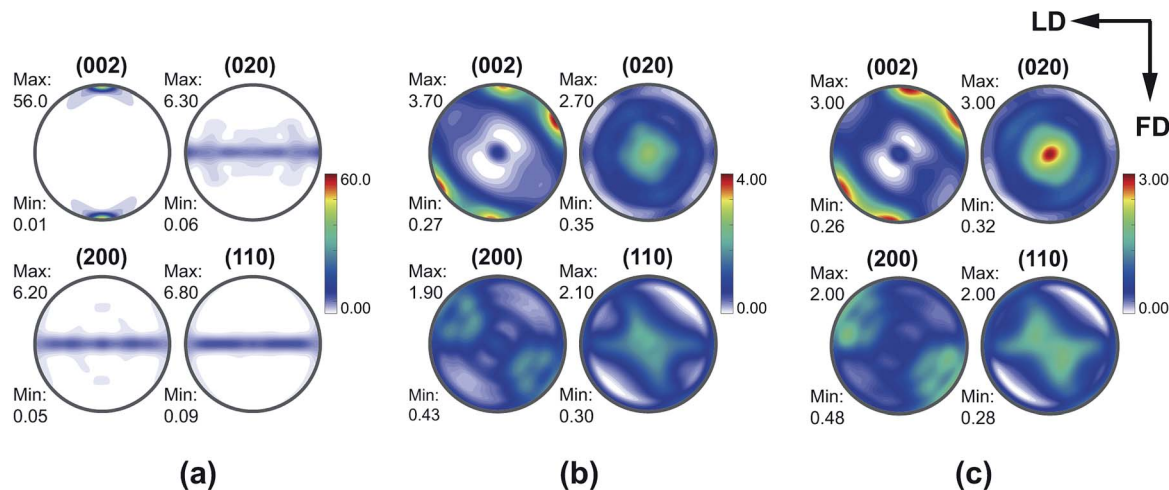 LD
FD
(002)
Max:
56.0
Min:
0.01
(020)
Max:
6.30
Min:
0.06
60.0
0.00
(200)
Max:
6.20
Min:
0.05
(110)
Max:
6.80
Min:
0.09
(a)
(002)
Max:
3.70
Min:
0.27
(020)
Max:
2.70
Min:
0.35
4.00
0.00
(200)
Max:
1.90
Min:
0.43
(110)
Max:
2.10
Min:
0.30
(b)
(002)
Max:
3.00
Min:
0.26
(020)
Max:
3.00
Min:
0.32
3.00
0.00
(200)
Max:
2.00
Min:
0.48
(110)
Max:
2.00
Min:
0.28
(c)